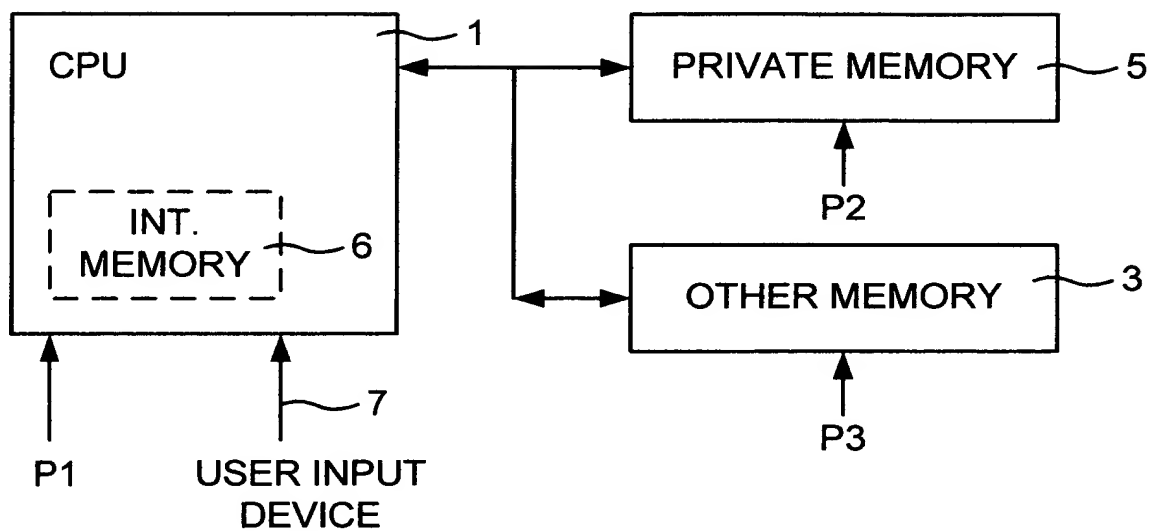 1
CPU
PRIVATE MEMORY
5
P2
INT.
MEMORY
6
OTHER MEMORY
3
7
P3
P1
USER INPUT
DEVICE